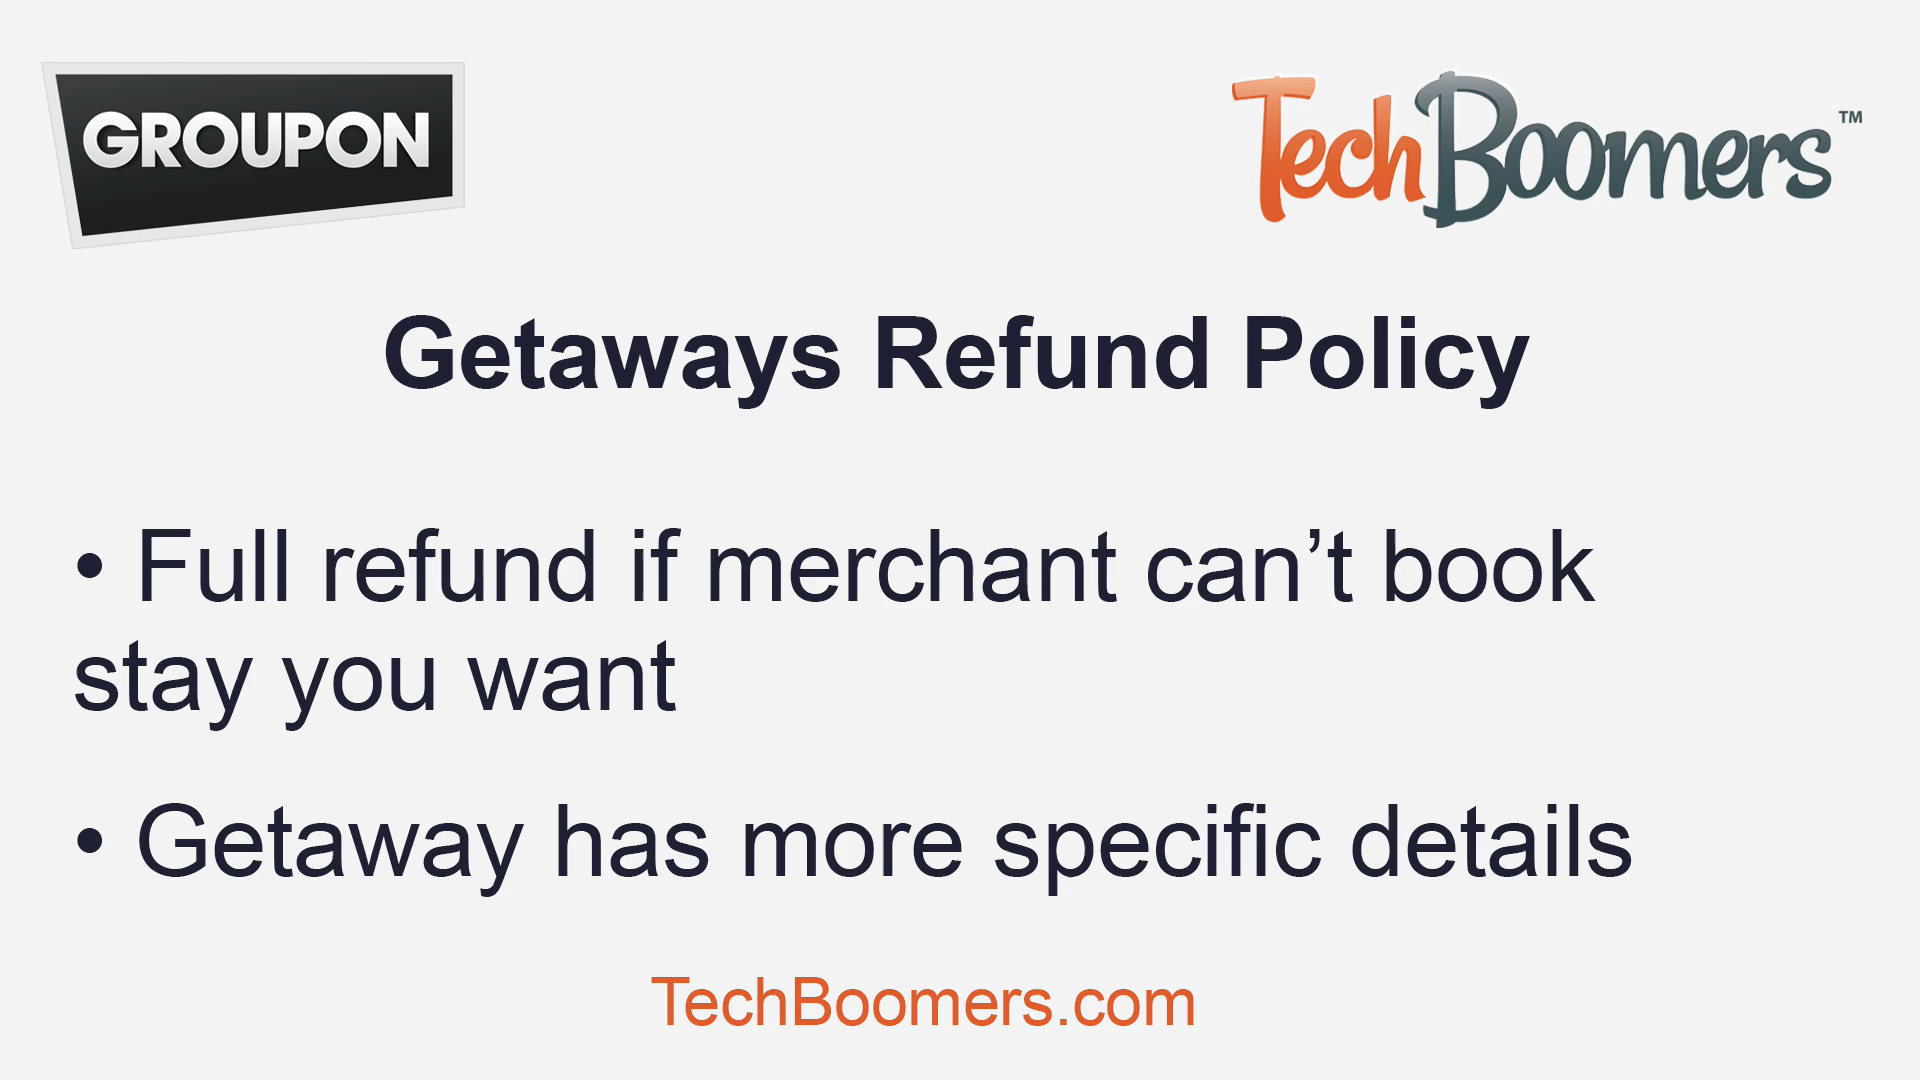 GROUPON
TechBoomers™
Getaways Refund Policy
• Full refund if merchant can’t book
stay you want
• Getaway has more specific details
TechBoomers.com